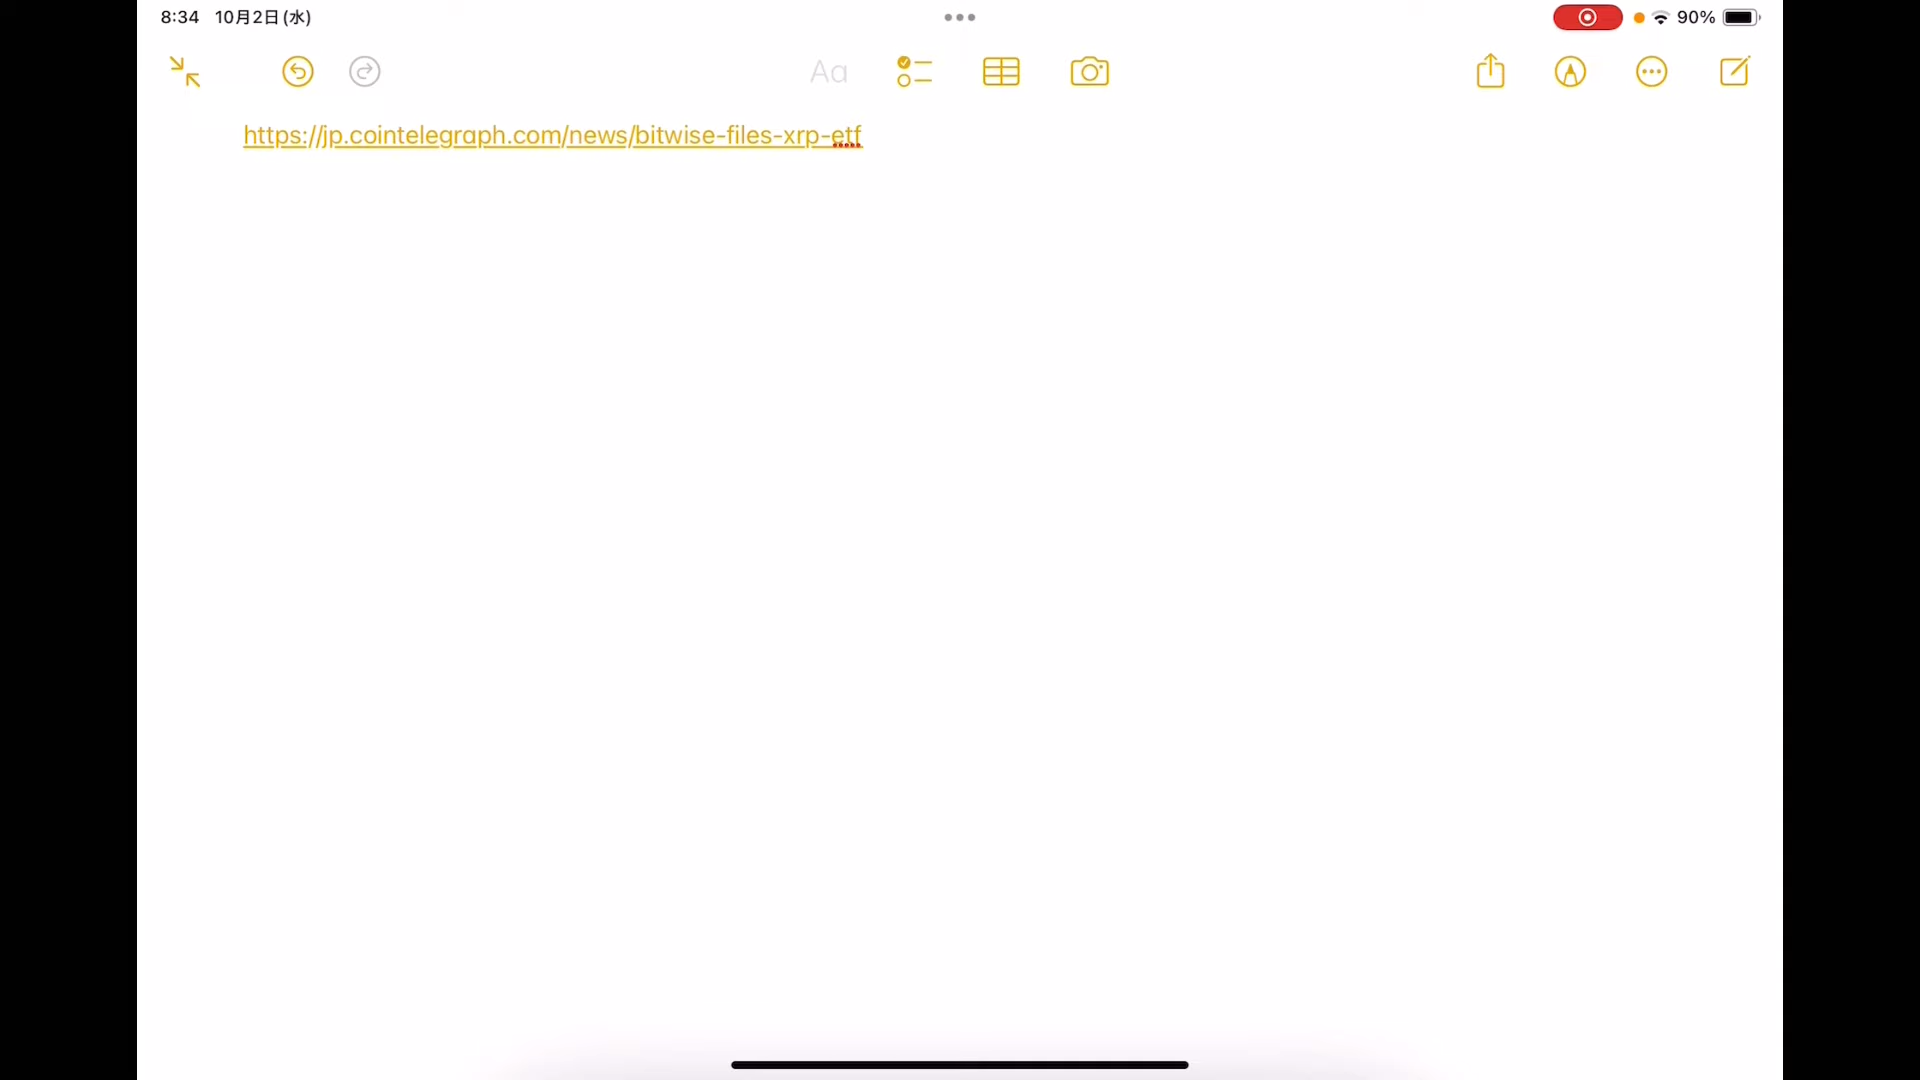 8:34 10月2日(水)
90%
Aa
https://jp.cointelegraph.com/news/bitwise-files-xrp-etf